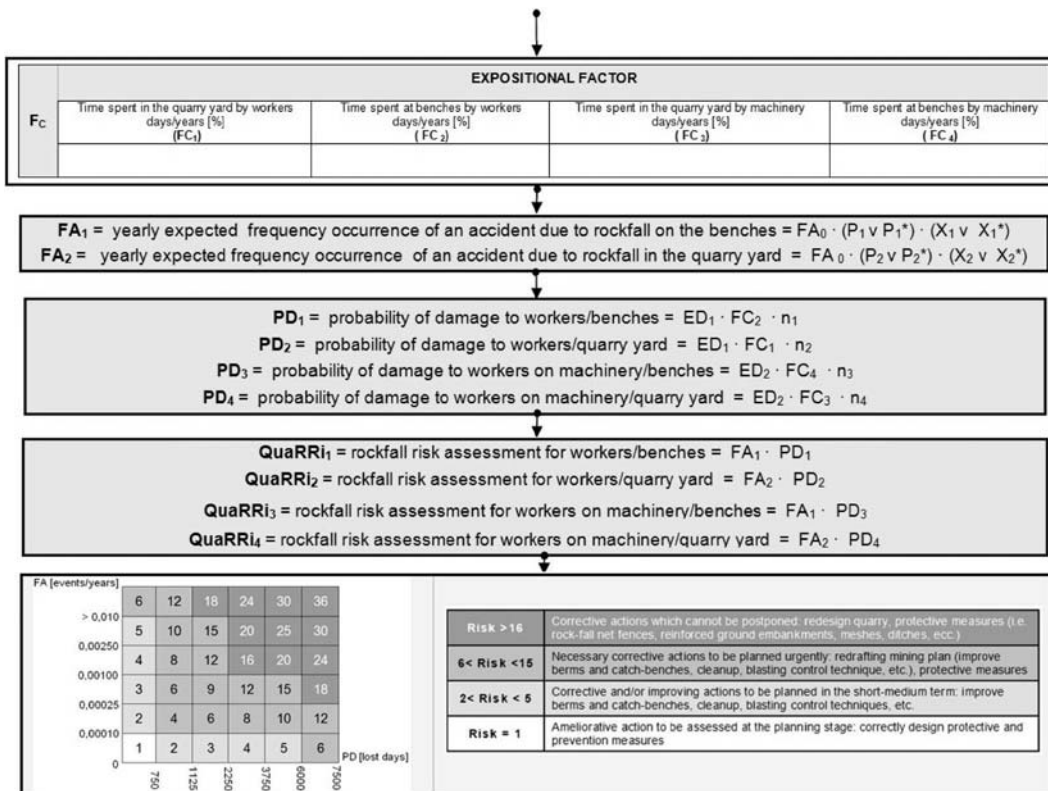 EXPOSITIONAL FACTOR
F_C
Time spent in the quarry yard by workers
days/years [%]
(FC₁)
Time spent at benches by workers
days/years [%]
( FC ₂)
Time spent in the quarry yard by machinery
days/years [%]
( FC ₃)
Time spent at benches by machinery
days/years [%]
( FC ₄)
FA₁ = yearly expected frequency occurrence of an accident due to rockfall on the benches = FA₀ · (P₁ v P₁*) · (X₁ v X₁*)
FA₂ = yearly expected frequency occurrence of an accident due to rockfall in the quarry yard = FA ₀ · (P₂ v P₂*) · (X₂ v X₂*)
PD₁ = probability of damage to workers/benches = ED₁ · FC₂ · n₁
PD₂ = probability of damage to workers/quarry yard = ED₁ · FC₁ · n₂
PD₃ = probability of damage to workers on machinery/benches = ED₂ · FC₄ · n₃
PD₄ = probability of damage to workers on machinery/quarry yard = ED₂ · FC₃ · n₄
QuaRRi₁ = rockfall risk assessment for workers/benches = FA₁ · PD₁
QuaRRi₂ = rockfall risk assessment for workers/quarry yard = FA₂ · PD₂
QuaRRi₃ = rockfall risk assessment for workers on machinery/benches = FA₁ · PD₃
QuaRRi₄ = rockfall risk assessment for workers on machinery/quarry yard = FA₂ · PD₄
FA [events/years]
6 12 18 24 30 36
> 0,010
5 10 15 20 25 30
0,00250
4 8 12 16 20 24
0,00100
3 6 9 12 15 18
0,00025
2 4 6 8 10 12
0,00010
1 2 3 4 5 6
0
PD [lost days]
750
1125
2250
3750
6000
7500
Risk >16
Corrective actions which cannot be postponed: redesign quarry, protective measures (i.e.
rock-fall net fences, reinforced ground embankments, meshes, ditches, ecc.)
6< Risk <15
Necessary corrective actions to be planned urgently: redrafting mining plan (improve
berms and catch-benches, cleanup, blasting control technique, etc.), protective measures
2< Risk < 5
Corrective and/or improving actions to be planned in the short-medium term: improve
berms and catch-benches, cleanup, blasting control techniques, etc.
Risk = 1
Ameliorative action to be assessed at the planning stage: correctly design protective and
prevention measures